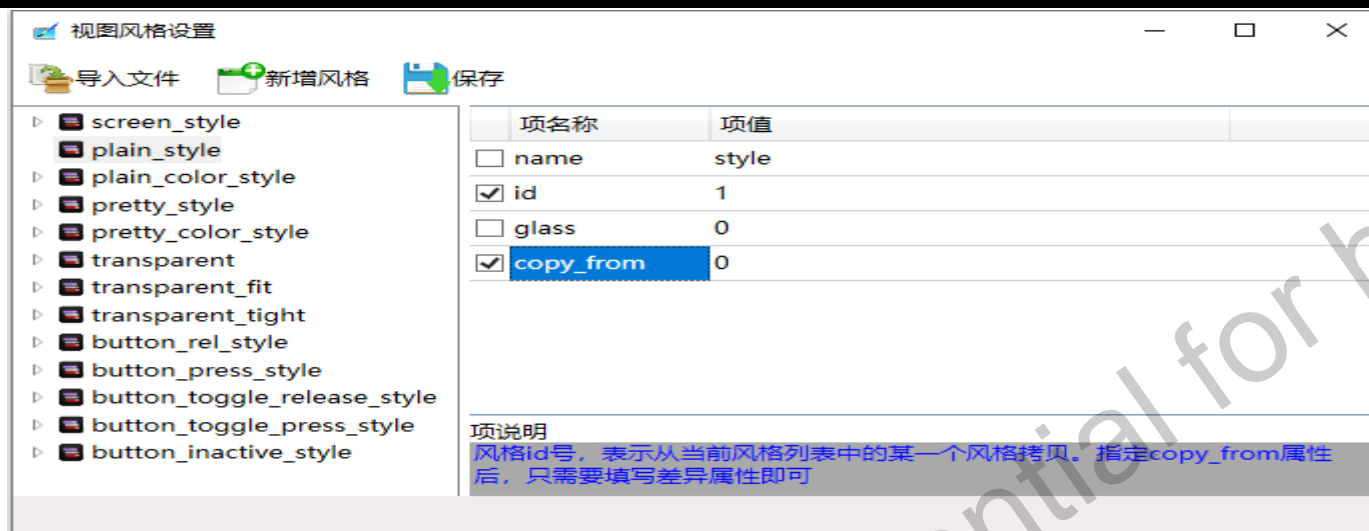 视图风格设置
导入文件 新增风格 保存
screen_style
plain_style
plain_color_style
pretty_style
pretty_color_style
transparent
transparent_fit
transparent_tight
button_rel_style
button_press_style
button_toggle_release_style
button_toggle_press_style
button_inactive_style
项名称 项值
name style
id 1
glass 0
copy_from 0
项说明
风格id号，表示从当前风格列表中的某一个风格拷贝。指定copy_from属性
后，只需要填写差异属性即可
ntial for